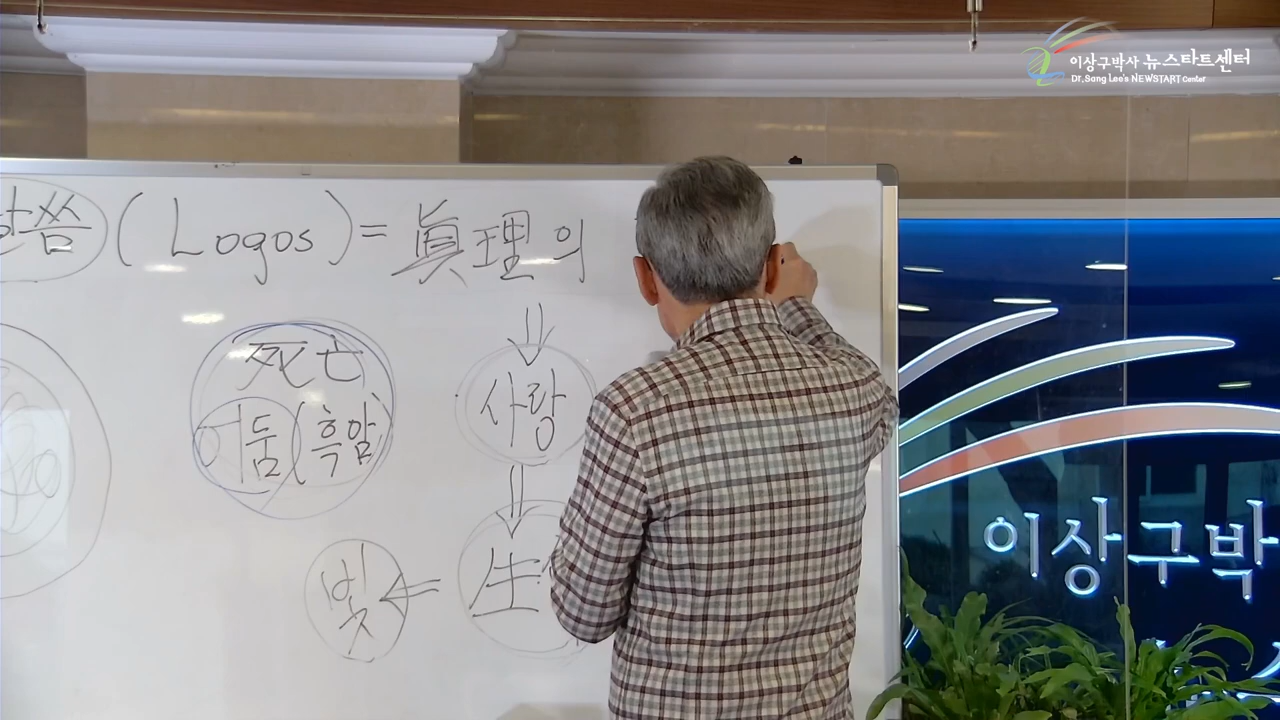 이상구박사 뉴스타트센터
Dr. Sang Lee's NEWSTART Center
말씀 (Logos) = 眞理의
死亡
어둠 (흑암)
사랑
生
빛
이상구박